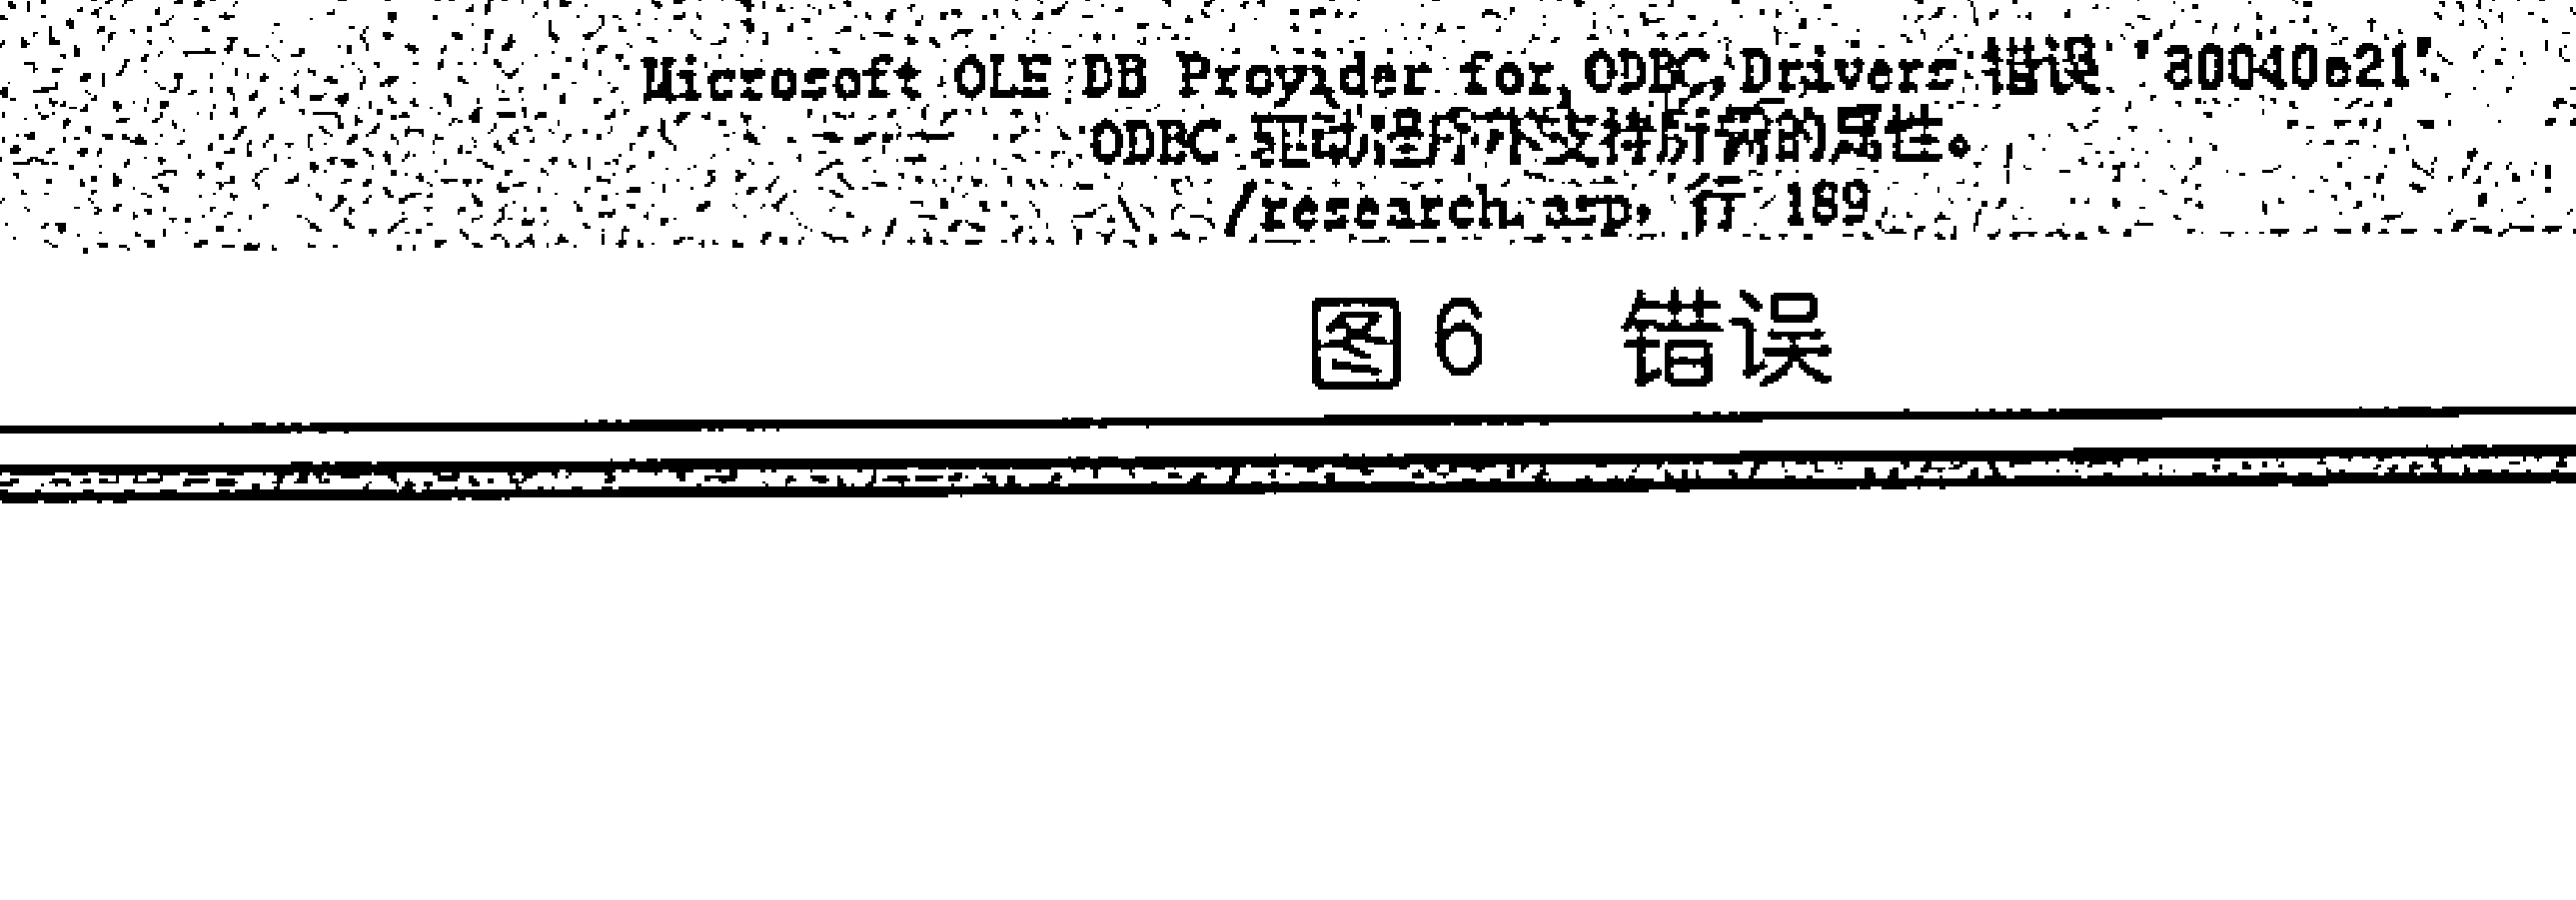 Microsoft OLE DB Provider for ODBC Drivers 错误 '80040e21'
ODBC 驱动程序不支持所需的属性。
/research.asp, 行 189
图6 错误